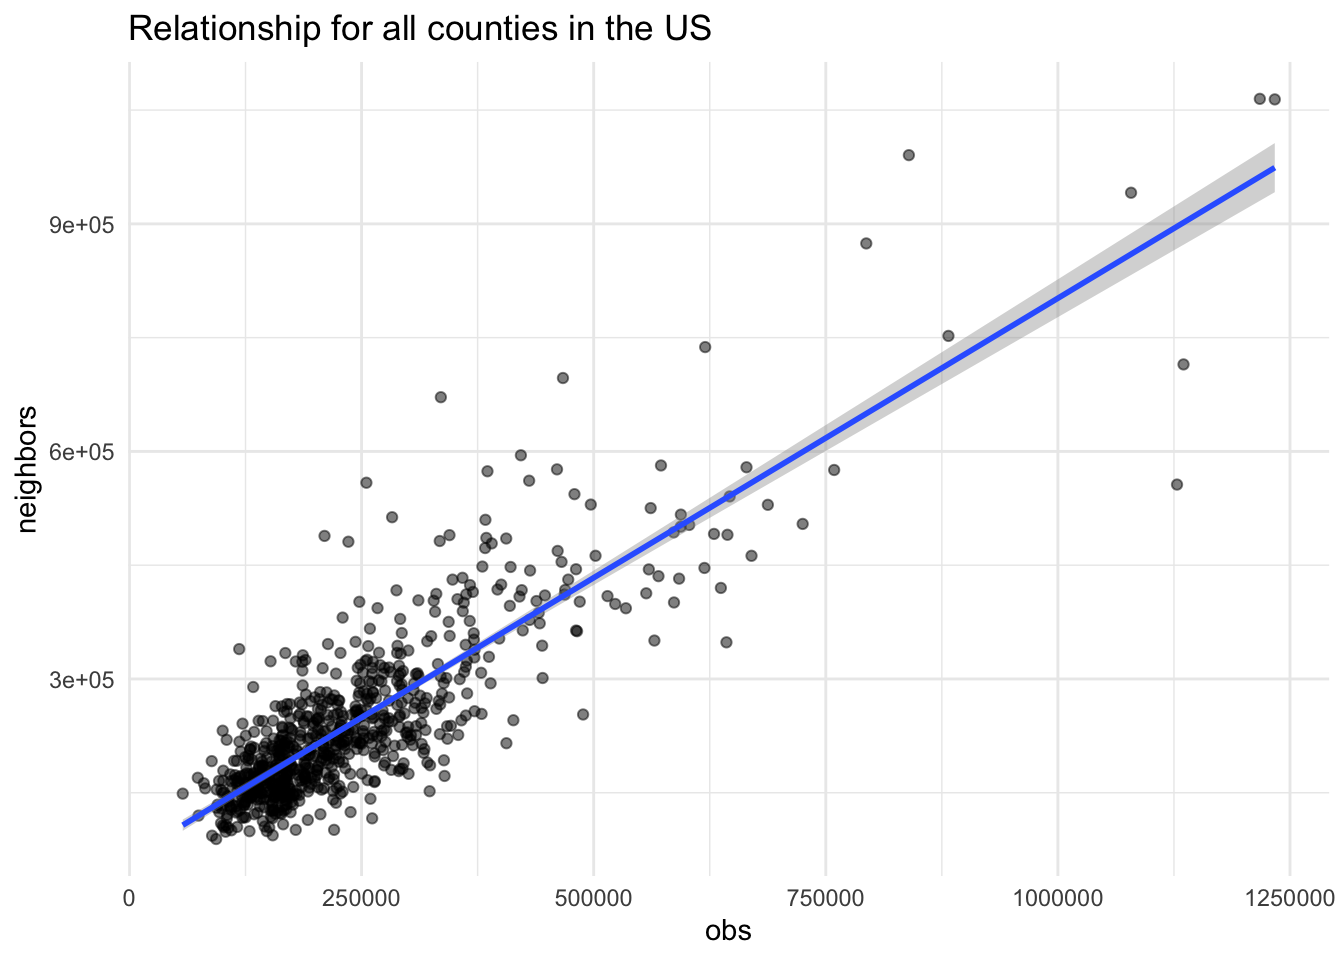 Relationship for all counties in the US
9e+05
6e+05
3e+05
neighbors
0 250000 500000 750000 1000000 1250000
obs